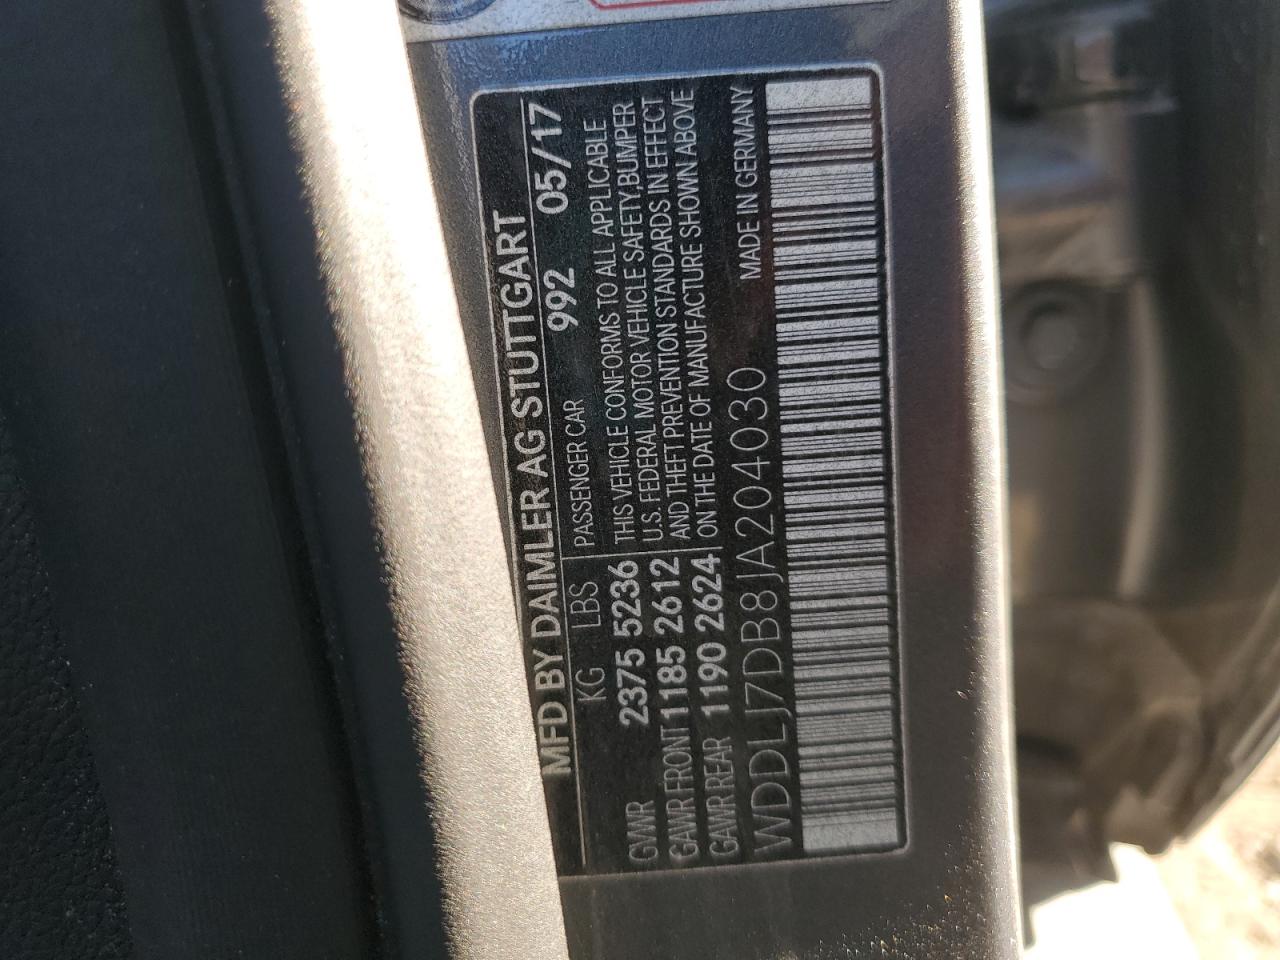 MFD BY DAIMLER AG STUTTGART
KG LBS 992 05/17
GVWR 2375 5236
GAWR FRONT 1185 2612
GAWR REAR 1190 2624
PASSENGER CAR
THIS VEHICLE CONFORMS TO ALL APPLICABLE
U.S. FEDERAL MOTOR VEHICLE SAFETY,BUMPER
AND THEFT PREVENTION STANDARDS IN EFFECT
ON THE DATE OF MANUFACTURE SHOWN ABOVE
WDDLJ7DB8JA204030 MADE IN GERMANY